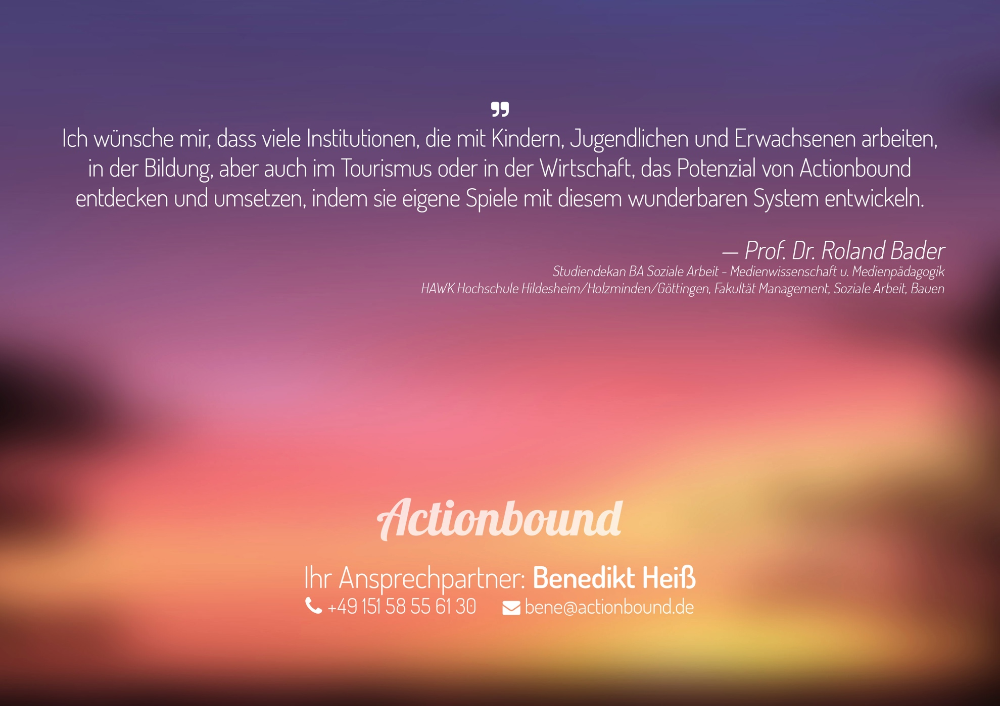 ”
Ich wünsche mir, dass viele Institutionen, die mit Kindern, Jugendlichen und Erwachsenen arbeiten,
in der Bildung, aber auch im Tourismus oder in der Wirtschaft, das Potenzial von Actionbound
entdecken und umsetzen, indem sie eigene Spiele mit diesem wunderbaren System entwickeln.
— Prof. Dr. Roland Bader
Studiendekan BA Soziale Arbeit - Medienwissenschaft u. Medienpädagogik
HAWK Hochschule Hildesheim/Holzminden/Göttingen, Fakultät Management, Soziale Arbeit, Bauen
Actionbound
Ihr Ansprechpartner: Benedikt Heiß
+49 151 58 55 61 30 bene@actionbound.de